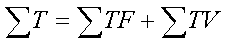 ∑T = ∑TF + ∑TV